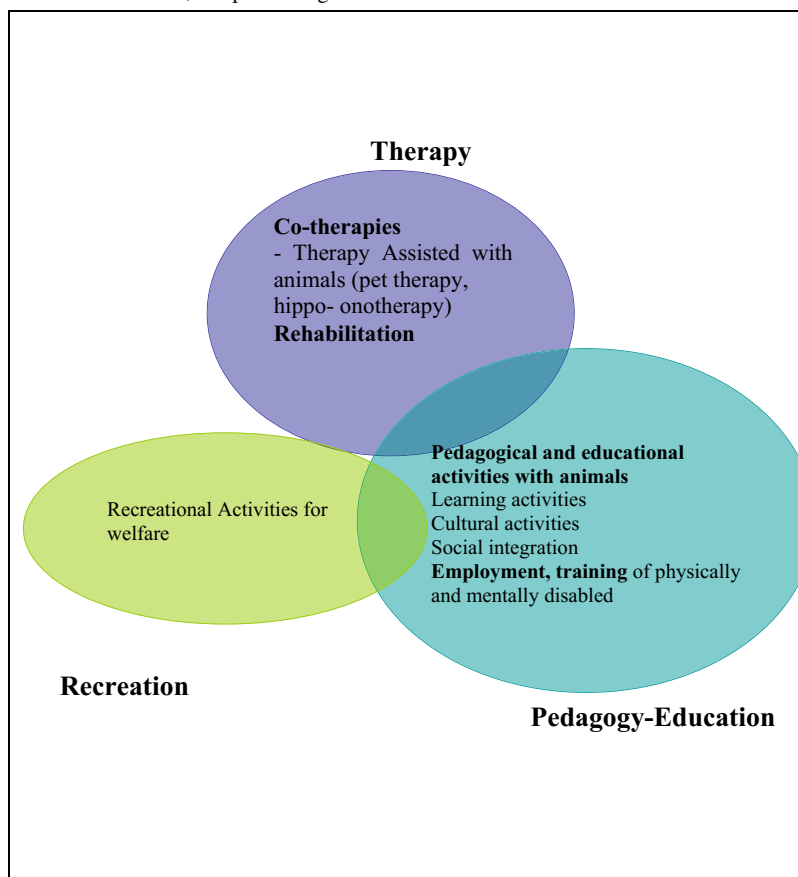 Therapy
Co-therapies
- Therapy Assisted with
animals (pet therapy,
hippo- onotherapy)
Rehabilitation
Pedagogical and educational
activities with animals
Learning activities
Cultural activities
Social integration
Employment, training of physically
and mentally disabled
Recreational Activities for
welfare
Recreation
Pedagogy-Education